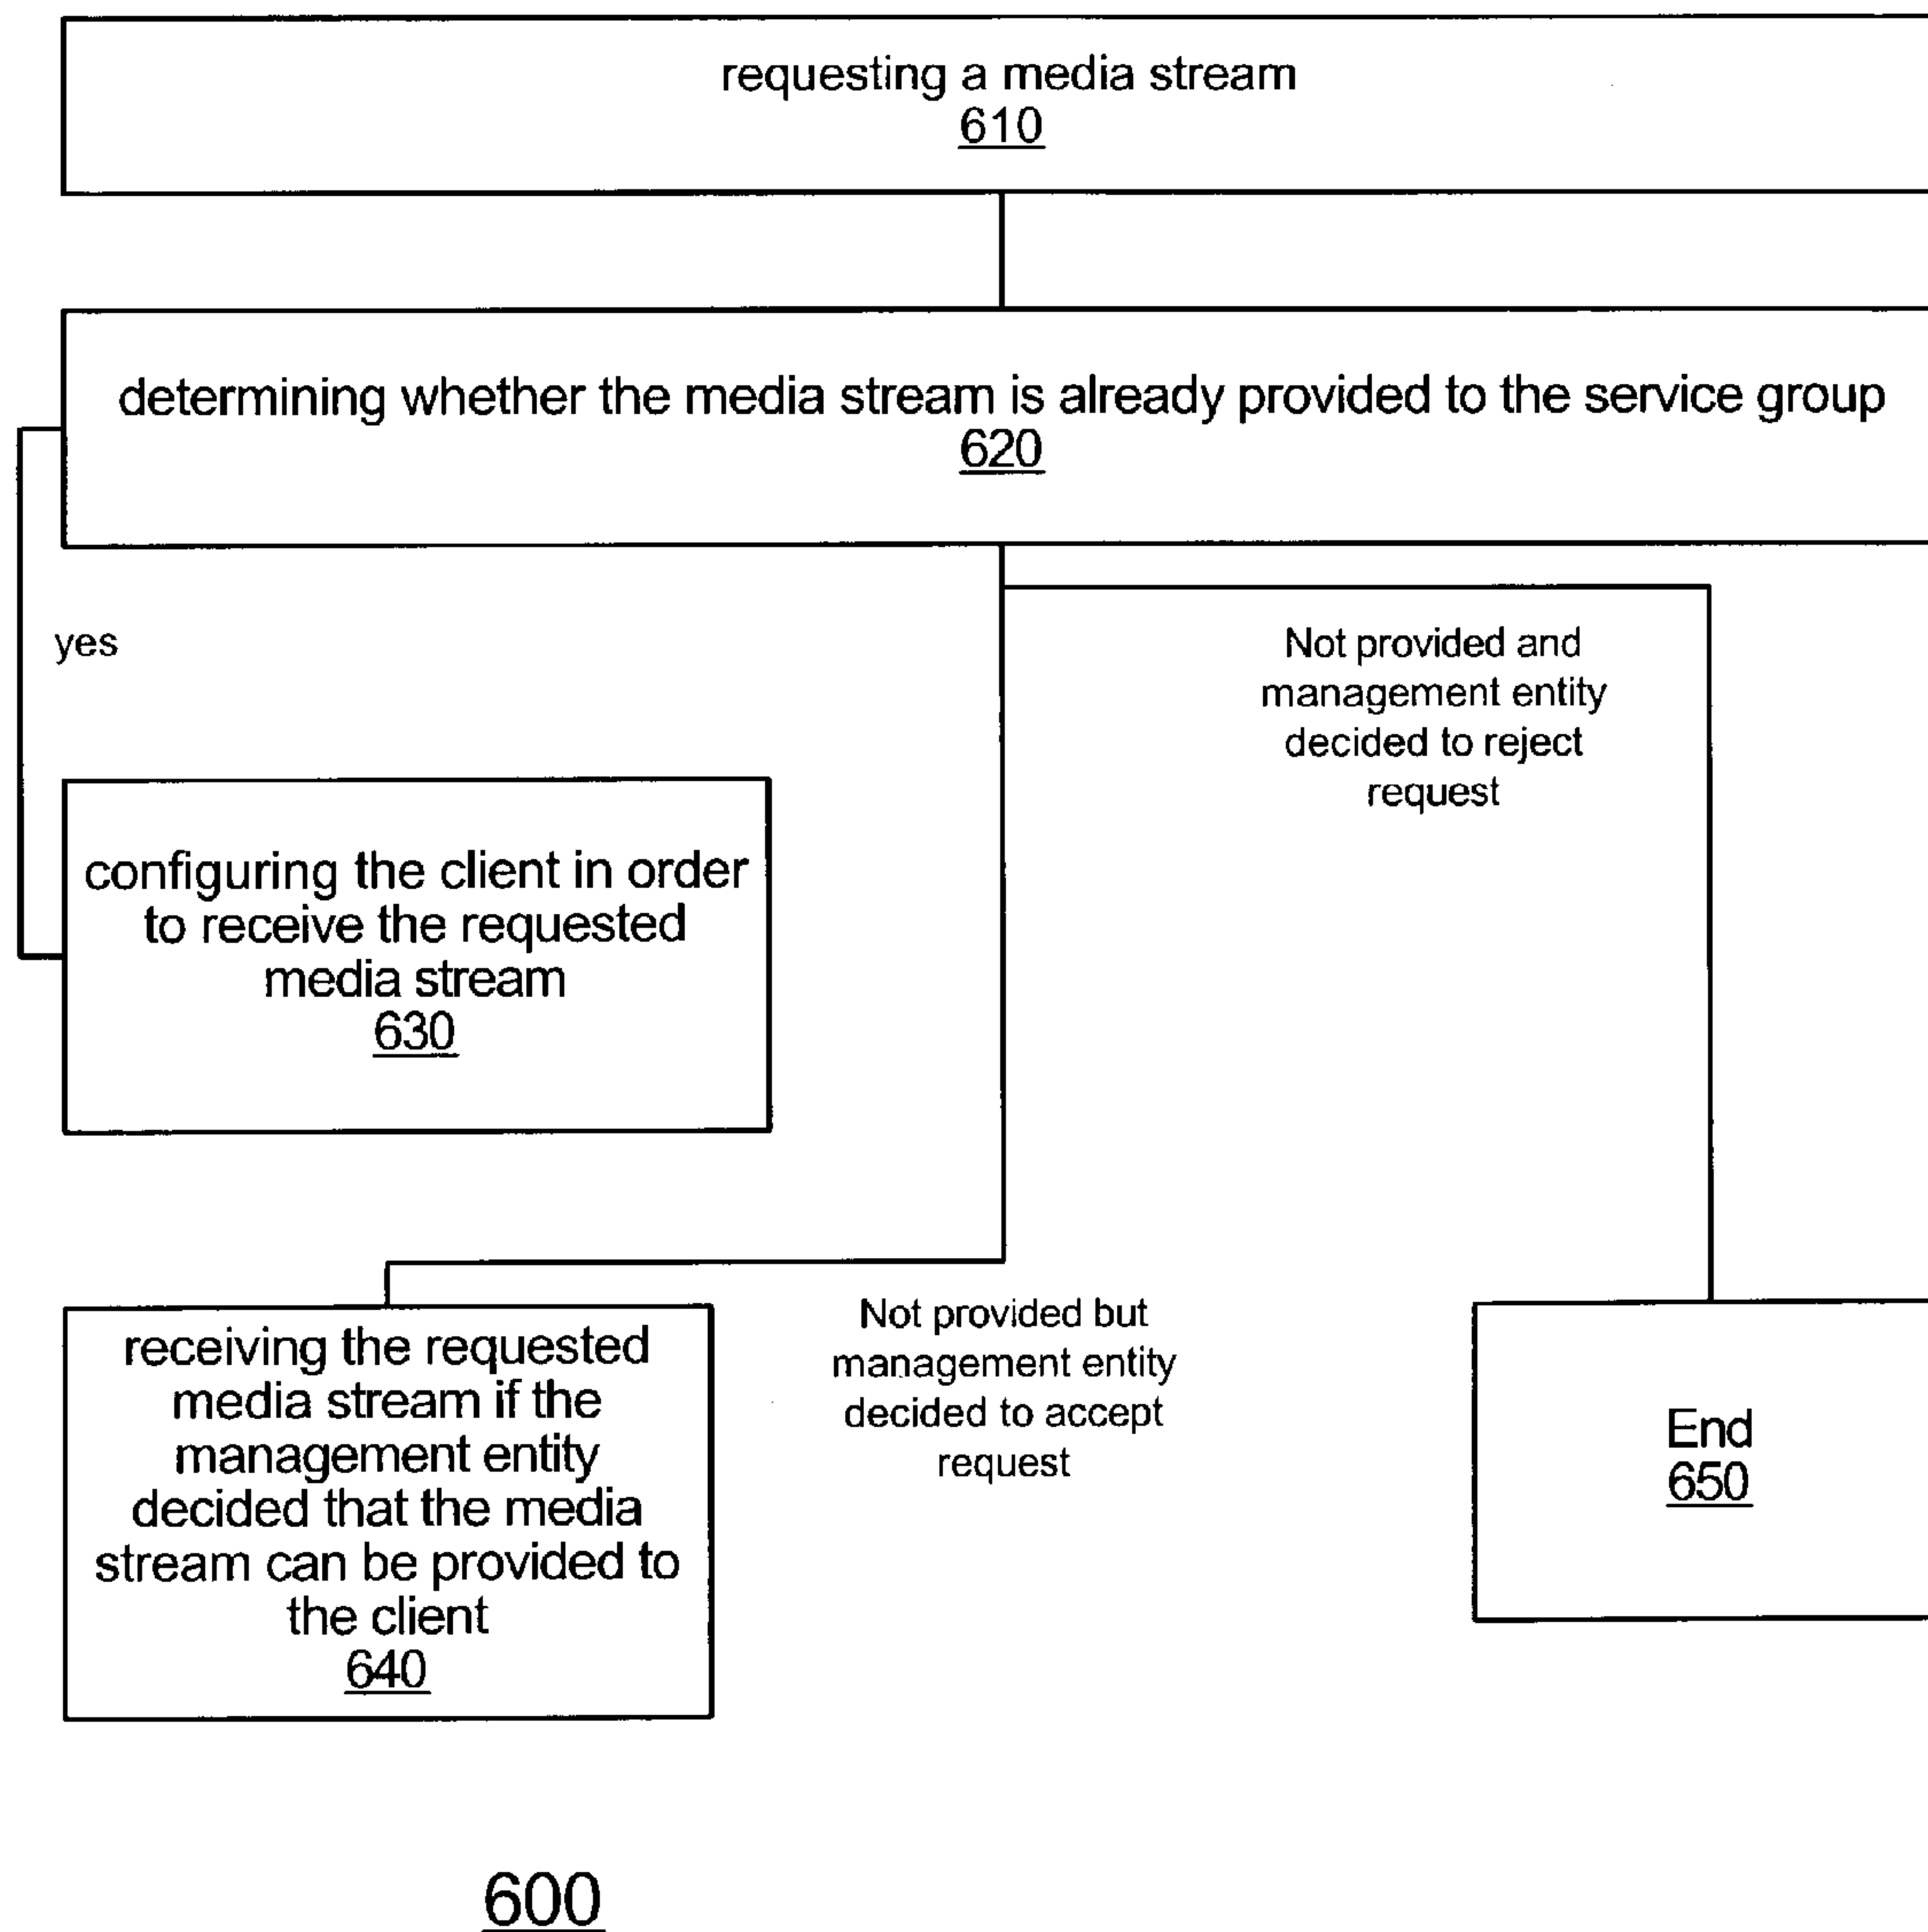 requesting a media stream
610
determining whether the media stream is already provided to the service group
620
yes
Not provided and
management entity
decided to reject
request
configuring the client in order
to receive the requested
media stream
630
receiving the requested
media stream if the
management entity
decided that the media
stream can be provided to
the client
640
Not provided but
management entity
decided to accept
request
End
650
600